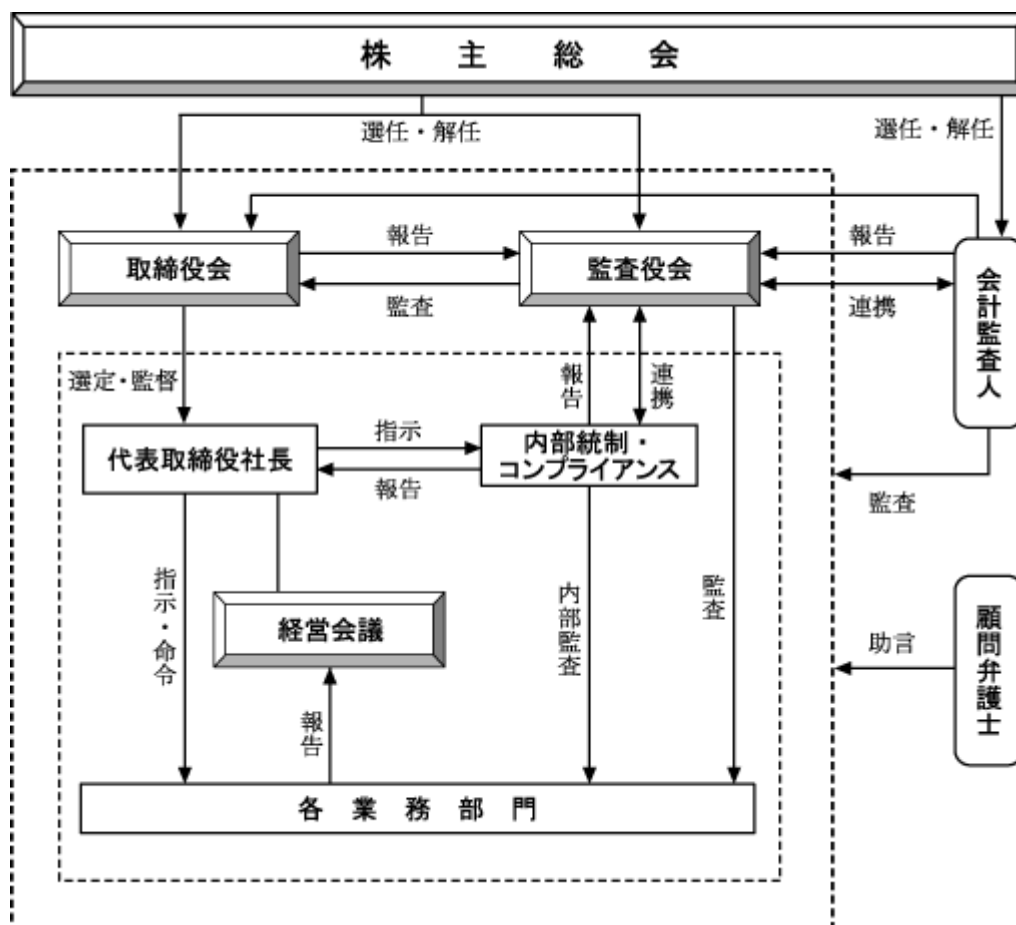 株主総会
選任・解任
選任・解任
取締役会
報告
監査
監査役会
報告
連携
会計監査人
選定・監督
報告
連携
代表取締役社長
指示
報告
内部統制・
コンプライアンス
監査
指示・命令
経営会議
内部監査
監査
助言
顧問弁護士
報告
各業務部門